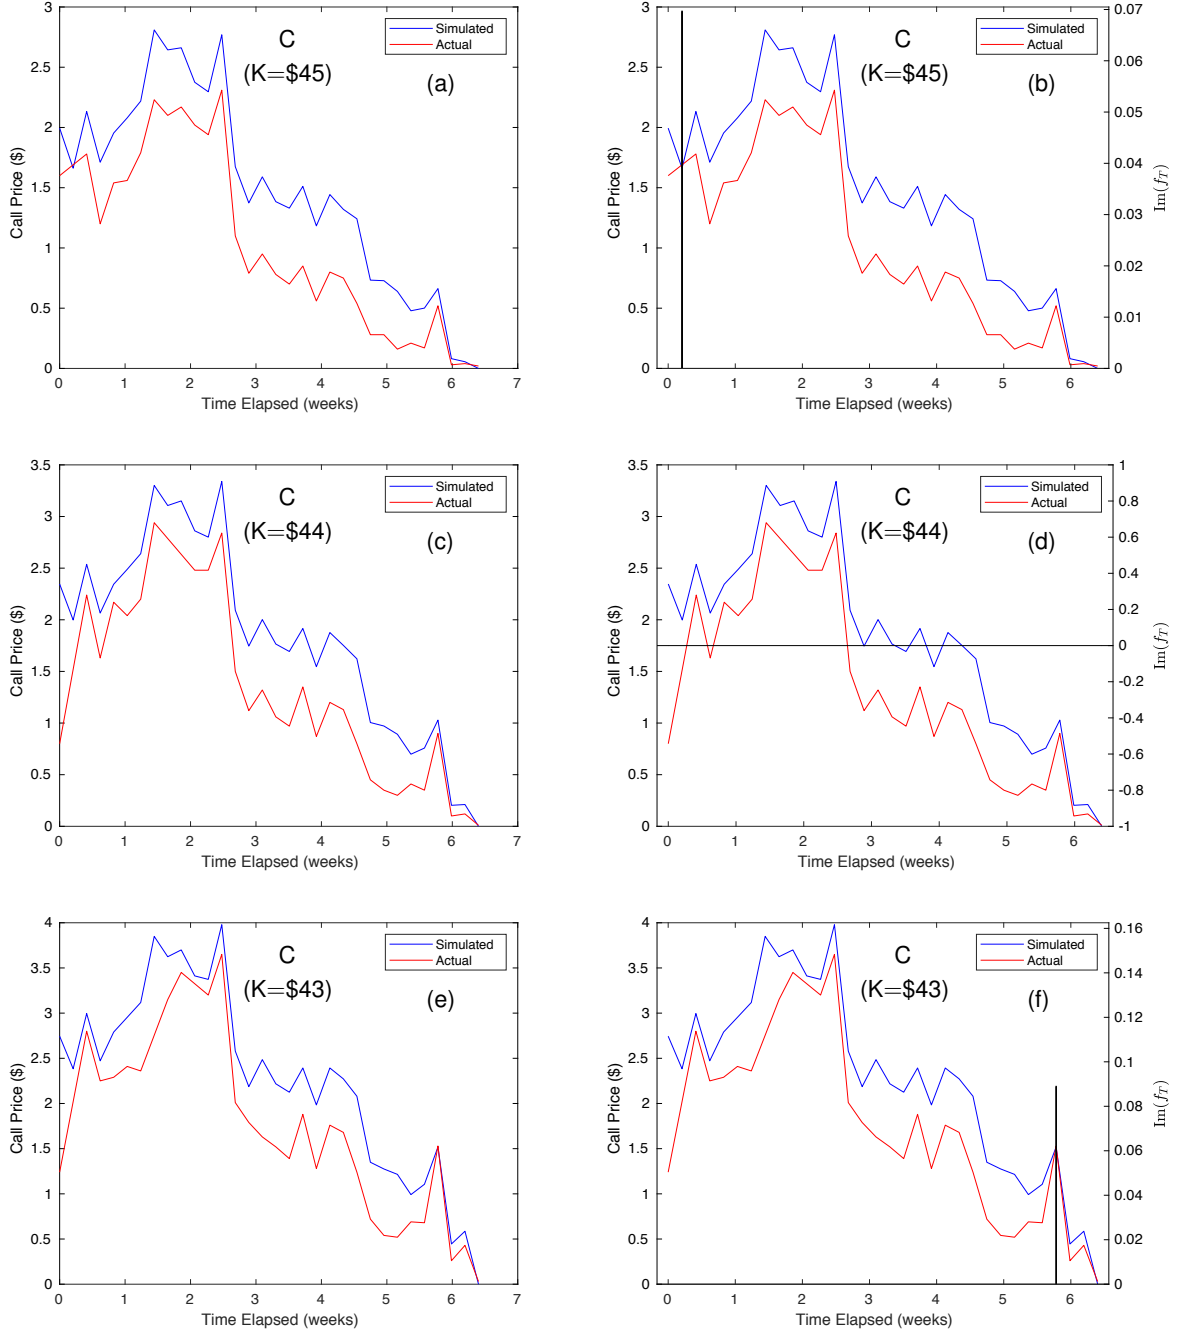 3
2.5
2
1.5
1
0.5
0
Call Price ($)
C
(K=$45)
(a)
Simulated
Actual
0 1 2 3 4 5 6 7
Time Elapsed (weeks)
3
2.5
2
1.5
1
0.5
0
Call Price ($)
C
(K=$45)
(b)
Simulated
Actual
0.07
0.06
0.05
0.04
0.03
0.02
0.01
0
Im(f_T)
0 1 2 3 4 5 6
Time Elapsed (weeks)
3.5
3
2.5
2
1.5
1
0.5
0
Call Price ($)
C
(K=$44)
(c)
Simulated
Actual
0 1 2 3 4 5 6 7
Time Elapsed (weeks)
3.5
3
2.5
2
1.5
1
0.5
0
Call Price ($)
C
(K=$44)
(d)
Simulated
Actual
1
0.8
0.6
0.4
0.2
0
-0.2
-0.4
-0.6
-0.8
-1
Im(f_T)
0 1 2 3 4 5 6
Time Elapsed (weeks)
4
3.5
3
2.5
2
1.5
1
0.5
0
Call Price ($)
C
(K=$43)
(e)
Simulated
Actual
0 1 2 3 4 5 6 7
Time Elapsed (weeks)
4
3.5
3
2.5
2
1.5
1
0.5
0
Call Price ($)
C
(K=$43)
(f)
Simulated
Actual
0.16
0.14
0.12
0.1
0.08
0.06
0.04
0.02
0
Im(f_T)
0 1 2 3 4 5 6
Time Elapsed (weeks)